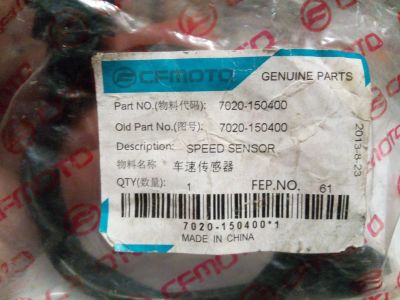 CFMOTO GENUINE PARTS
Part NO.(物料代码): 7020-150400
Old Part No.(图号): 7020-150400
Description: SPEED SENSOR
物料名称: 车速传感器
QTY(数量): 1 FEP.NO. 61
7020-150400*1
MADE IN CHINA
2013-8-23
CFMOTO